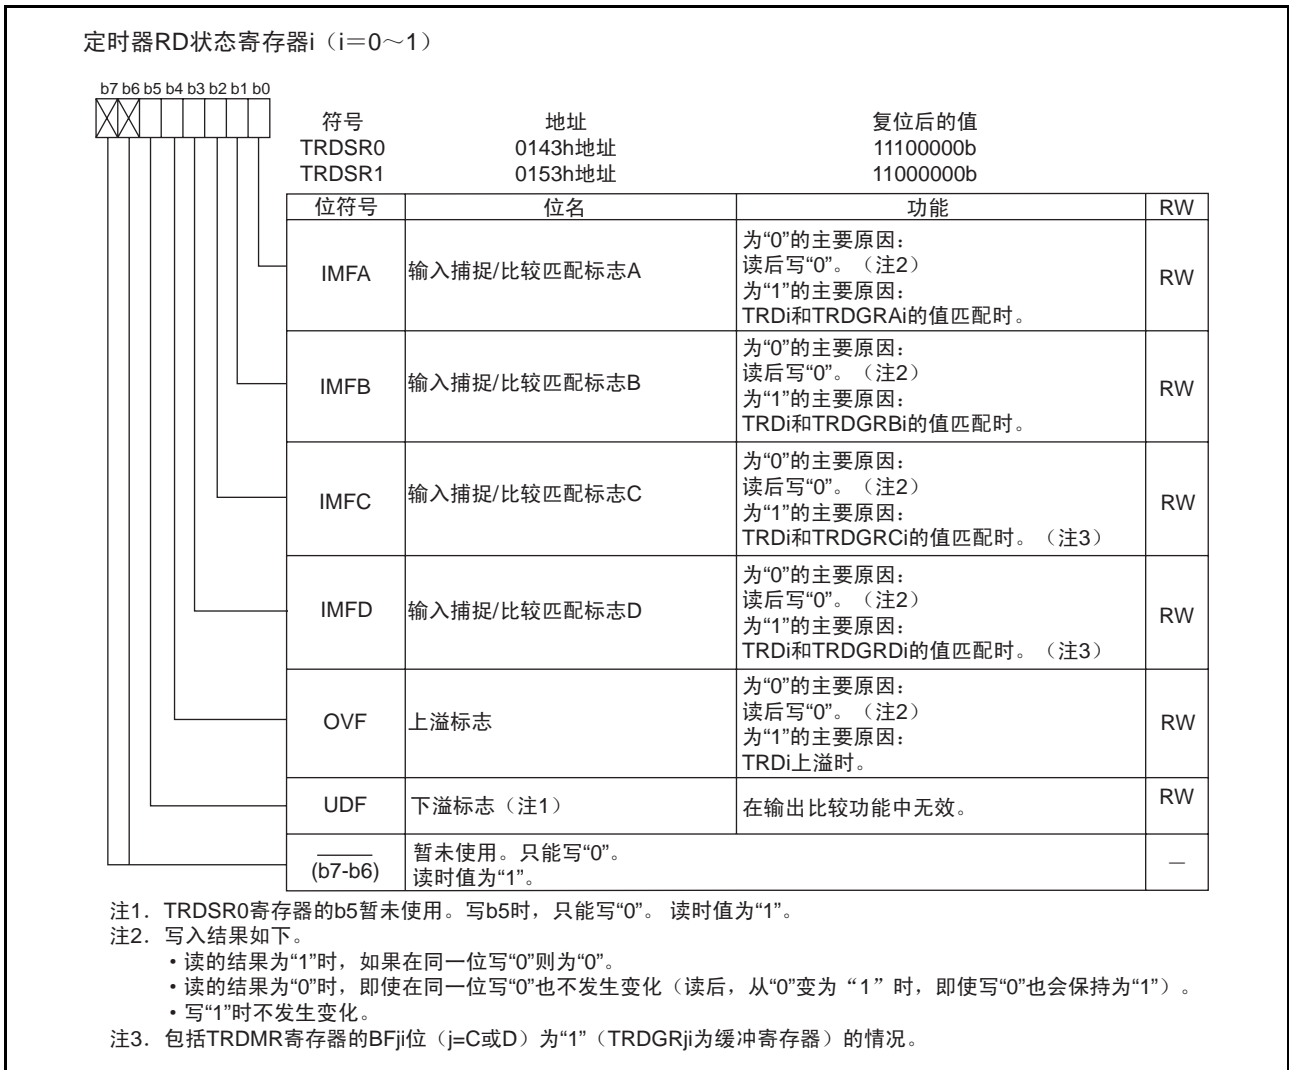 定时器RD状态寄存器i（i＝0～1）
b7 b6 b5 b4 b3 b2 b1 b0
符号 地址 复位后的值
TRDSR0 0143h地址 11100000b
TRDSR1 0153h地址 11000000b
位符号 位名 功能 RW
IMFA 输入捕捉/比较匹配标志A 为“0”的主要原因：
读后写“0”。（注2）
为“1”的主要原因：
TRDi和TRDGRAi的值匹配时。 RW
IMFB 输入捕捉/比较匹配标志B 为“0”的主要原因：
读后写“0”。（注2）
为“1”的主要原因：
TRDi和TRDGRBi的值匹配时。 RW
IMFC 输入捕捉/比较匹配标志C 为“0”的主要原因：
读后写“0”。（注2）
为“1”的主要原因：
TRDi和TRDGRCi的值匹配时。（注3） RW
IMFD 输入捕捉/比较匹配标志D 为“0”的主要原因：
读后写“0”。（注2）
为“1”的主要原因：
TRDi和TRDGRDi的值匹配时。（注3） RW
OVF 上溢标志 为“0”的主要原因：
读后写“0”。（注2）
为“1”的主要原因：
TRDi上溢时。 RW
UDF 下溢标志（注1） 在输出比较功能中无效。 RW
(b7-b6) 暂未使用。只能写“0”。
读时值为“1”。 —
注1．TRDSR0寄存器的b5暂未使用。写b5时，只能写“0”。 读时值为“1”。
注2．写入结果如下。
・读的结果为“1”时，如果在同一位写“0”则为“0”。
・读的结果为“0”时，即使在同一位写“0”也不发生变化（读后，从“0”变为“1”时，即使写“0”也会保持为“1”）。
・写“1”时不发生变化。
注3．包括TRDMR寄存器的BFji位（j=C或D）为“1”（TRDGRji为缓冲寄存器）的情况。